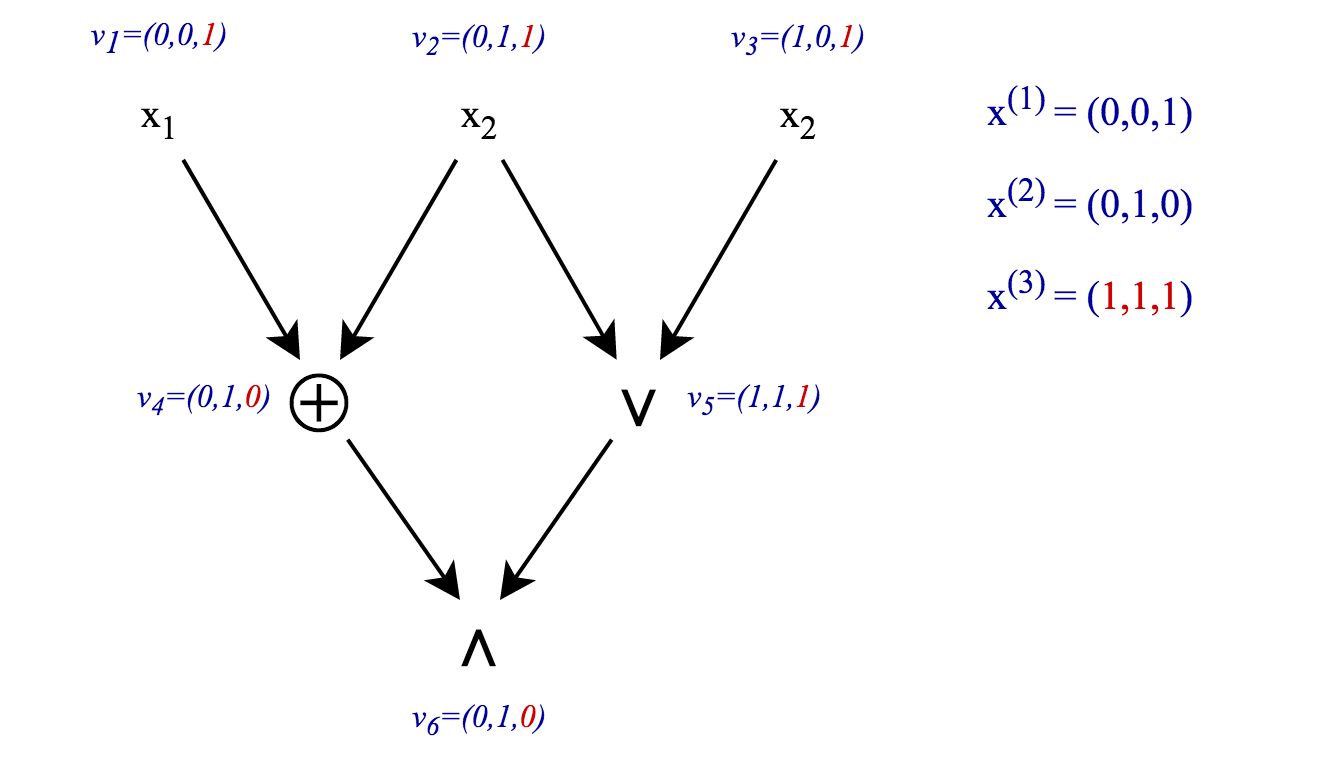 v₁=(0,0,1) v₂=(0,1,1) v₃=(1,0,1)
x₁ x₂ x₂
x⁽¹⁾ = (0,0,1)
x⁽²⁾ = (0,1,0)
x⁽³⁾ = (1,1,1)
v₄=(0,1,0) ⊕ ∨ v₅=(1,1,1)
∧
v₆=(0,1,0)